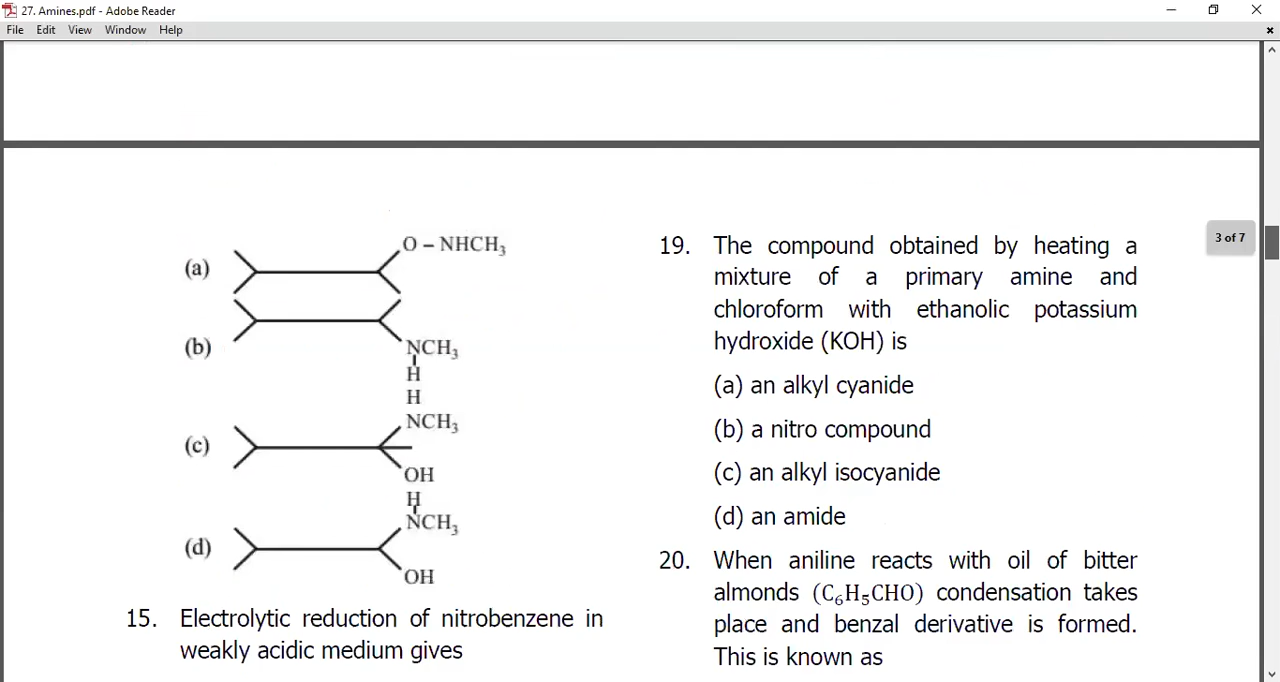 27. Amines.pdf - Adobe Reader
File Edit View Window Help
3 of 7
(a)
O – NHCH₃
(b)
NCH₃
H
(c)
H
NCH₃
OH
(d)
H
NCH₃
OH
15. Electrolytic reduction of nitrobenzene in
weakly acidic medium gives
19. The compound obtained by heating a
mixture of a primary amine and
chloroform with ethanolic potassium
hydroxide (KOH) is
(a) an alkyl cyanide
(b) a nitro compound
(c) an alkyl isocyanide
(d) an amide
20. When aniline reacts with oil of bitter
almonds (C₆H₅CHO) condensation takes
place and benzal derivative is formed.
This is known as